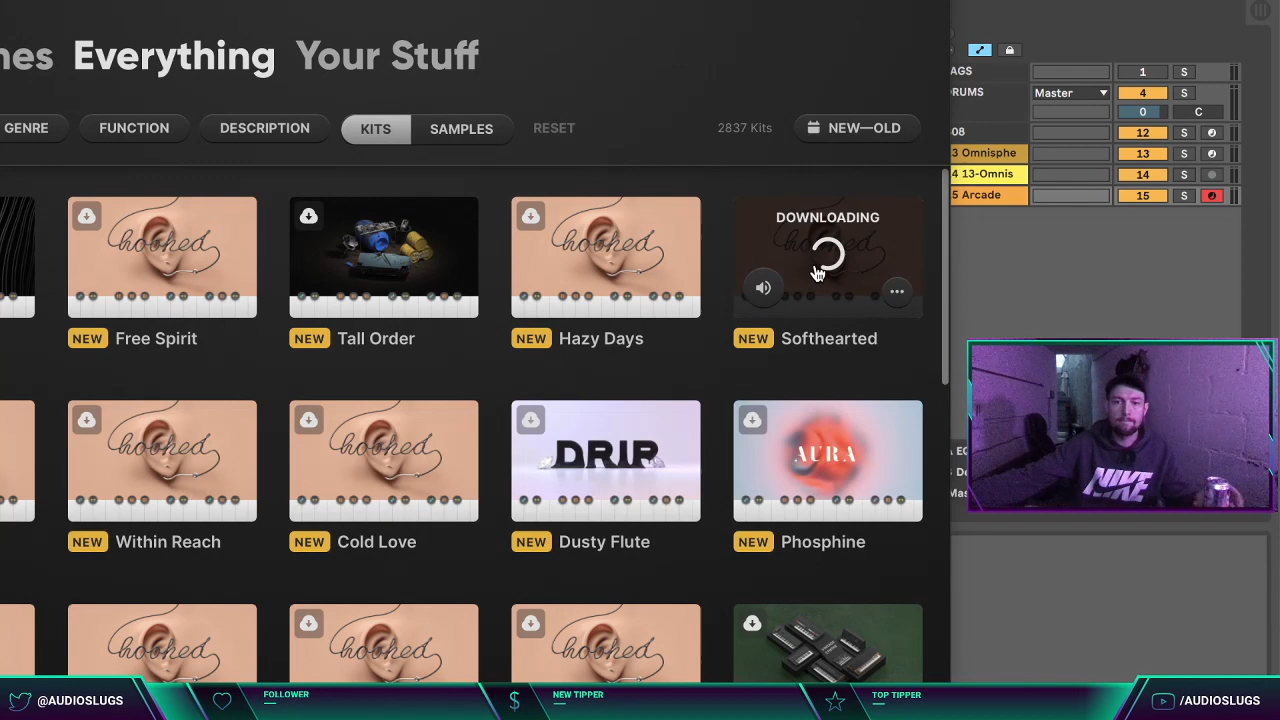 nes Everything Your Stuff
GENRE FUNCTION DESCRIPTION KITS SAMPLES RESET 2837 Kits NEW—OLD
hooked
hooked
DOWNLOADING
hooked
NEW Free Spirit
NEW Tall Order
NEW Hazy Days
NEW Softhearted
hooked
hooked
DRIP
AURA
NEW Within Reach
NEW Cold Love
NEW Dusty Flute
NEW Phosphine
hooked
hooked
hooked
AGS 1 S
DRUMS Master 4 S
0 C
808 12 S
3 Omnisphe 13 S
4 13-Omnis 14 S
5 Arcade 15 S
NIKE
@AUDIOSLUGS
FOLLOWER
NEW TIPPER
TOP TIPPER
/AUDIOSLUGS